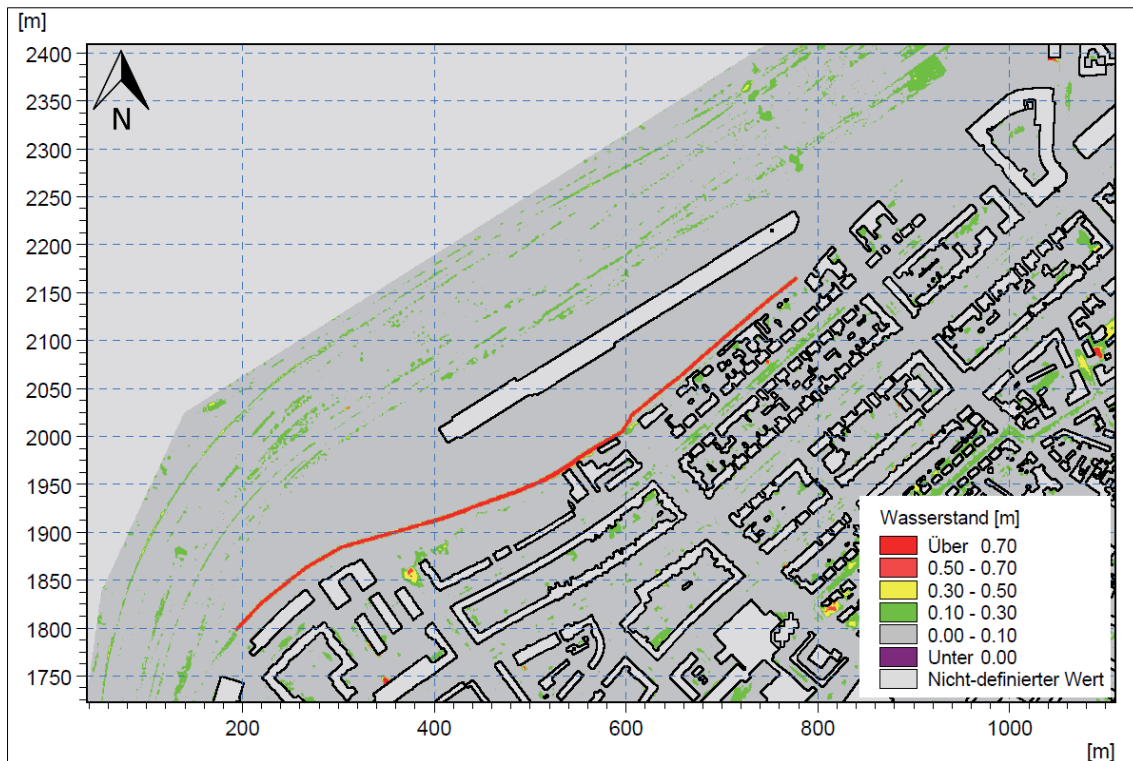 [m]
2400
2350
2300
2250
2200
2150
2100
2050
2000
1950
1900
1850
1800
1750
N
Wasserstand [m]
Über 0.70
0.50 - 0.70
0.30 - 0.50
0.10 - 0.30
0.00 - 0.10
Unter 0.00
Nicht-definierter Wert
200 400 600 800 1000
[m]